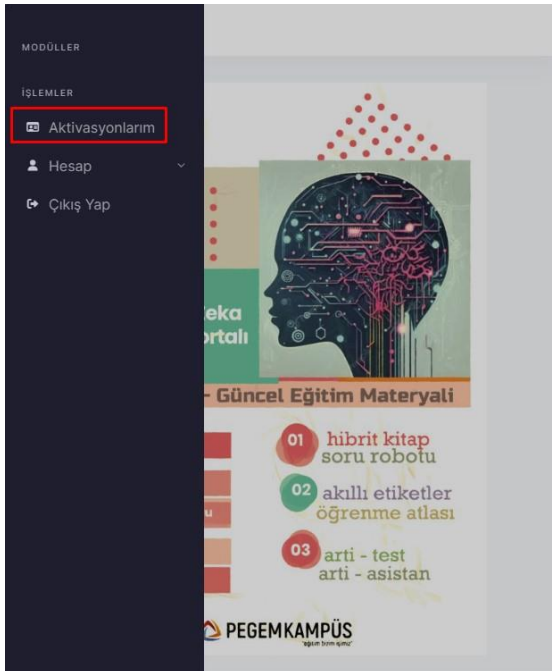 MODÜLLER
İŞLEMLER
Aktivasyonlarım
Hesap
Çıkış Yap
eka
ortalı
- Güncel Eğitim Materyali
u
01 hibrit kitap
soru robotu
02 akıllı etiketler
öğrenme atlası
03 arti - test
arti - asistan
PEGEMKAMPÜS